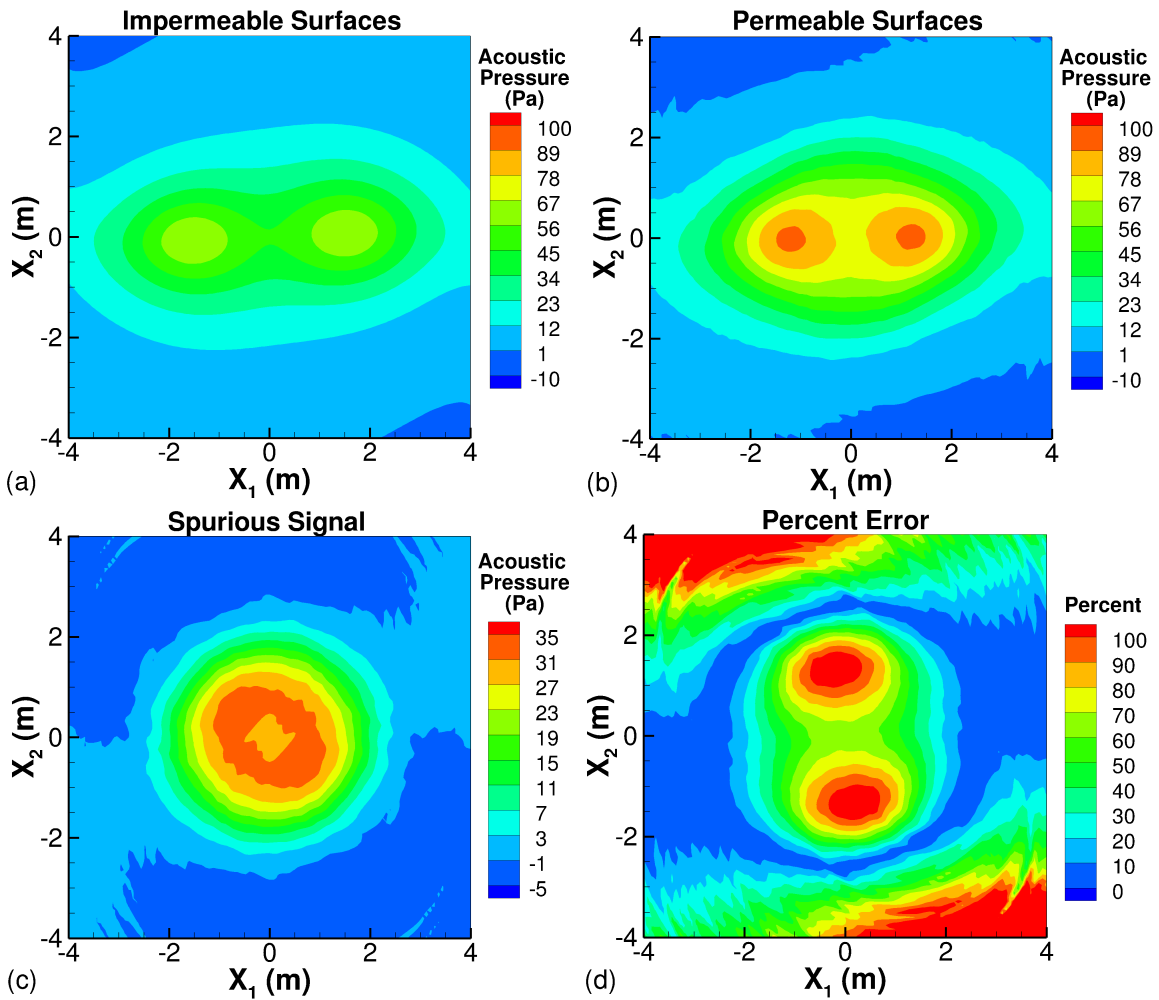 Impermeable Surfaces
4
2
0
-2
-4
X2 (m)
-4 -2 0 2 4
X1 (m)
(a)
Acoustic
Pressure
(Pa)
100
89
78
67
56
45
34
23
12
1
-10
Permeable Surfaces
4
2
0
-2
-4
X2 (m)
-4 -2 0 2 4
X1 (m)
(b)
Acoustic
Pressure
(Pa)
100
89
78
67
56
45
34
23
12
1
-10
Spurious Signal
4
2
0
-2
-4
X2 (m)
-4 -2 0 2 4
X1 (m)
(c)
Acoustic
Pressure
(Pa)
35
31
27
23
19
15
11
7
3
-1
-5
Percent Error
4
2
0
-2
-4
X2 (m)
-4 -2 0 2 4
X1 (m)
(d)
Percent
100
90
80
70
60
50
40
30
20
10
0